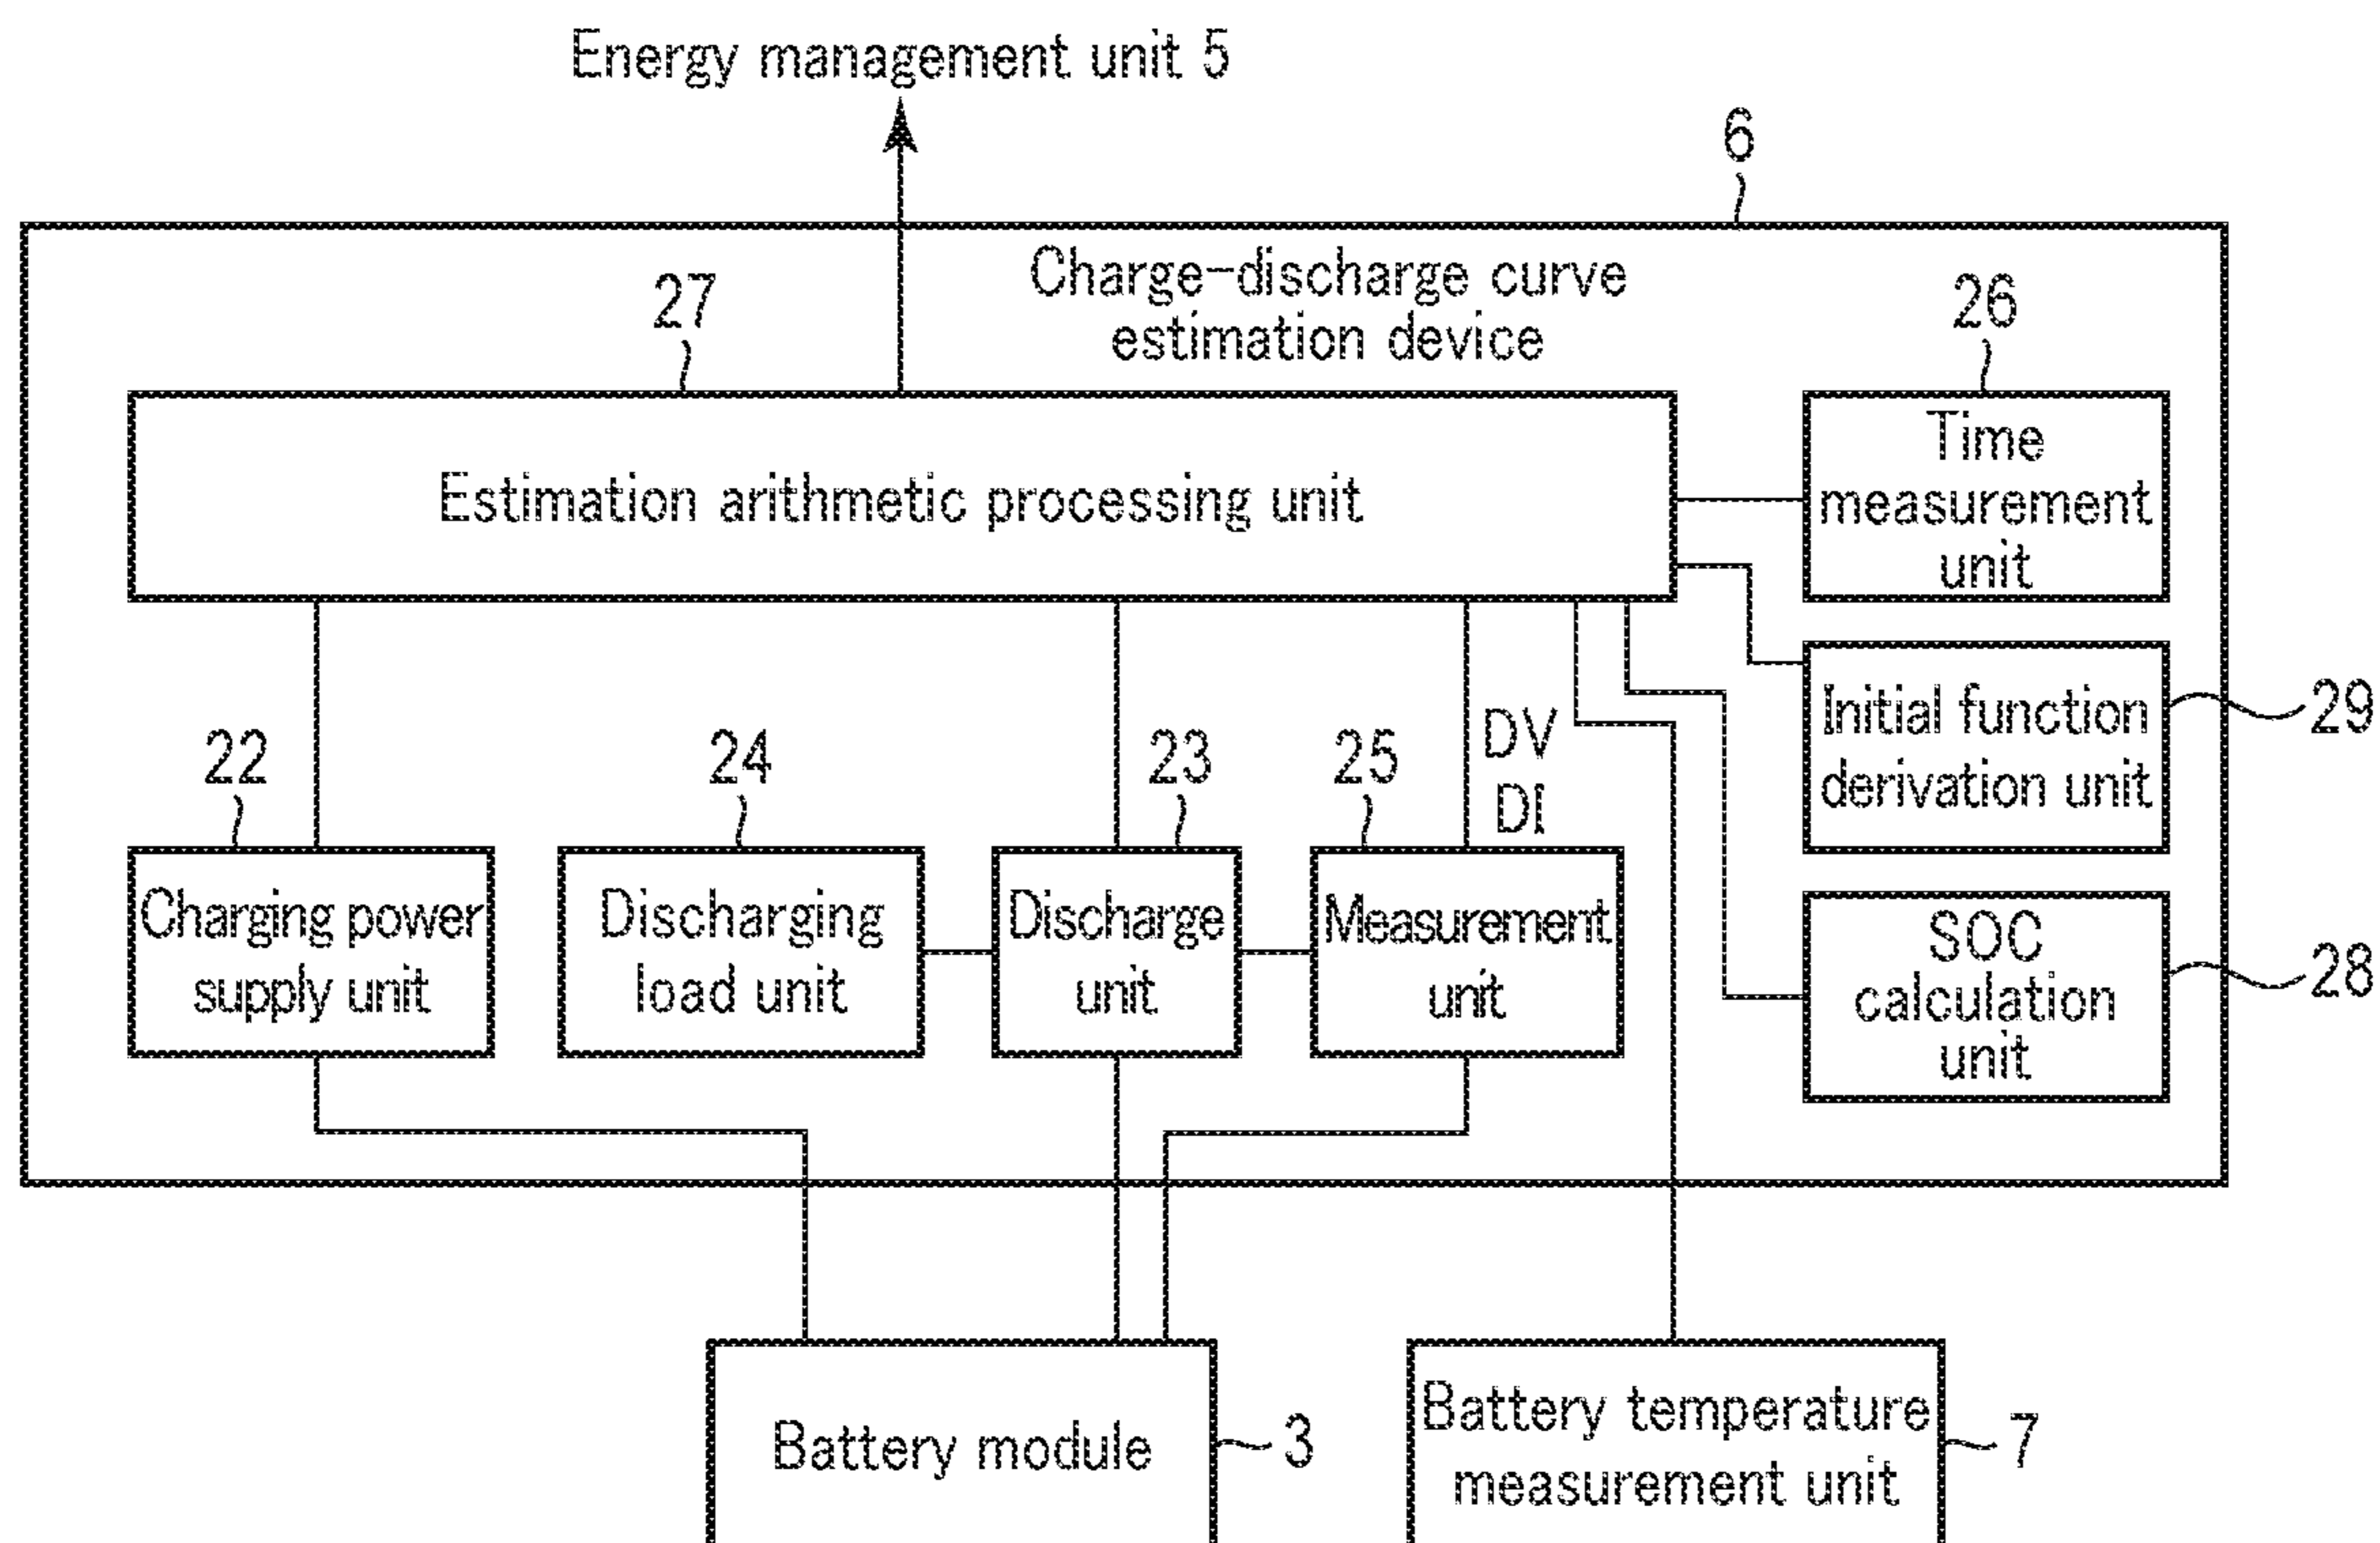 Energy management unit 5
6
Charge-discharge curve
estimation device
27
26
Estimation arithmetic processing unit
Time
measurement
unit
Initial function
derivation unit
29
DV
DI
22
24
23
25
Charging power
supply unit
Discharging
load unit
Discharge
unit
Measurement
unit
SOC
calculation
unit
28
Battery module
3
Battery temperature
measurement unit
7